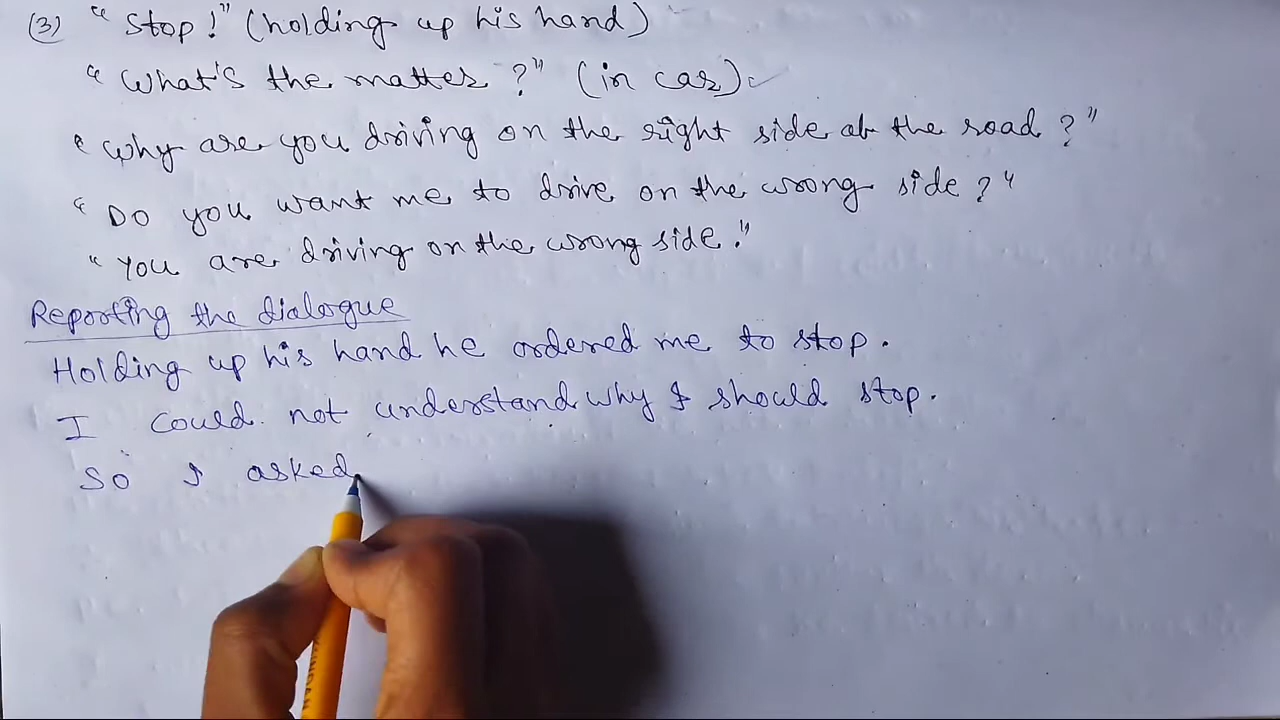 (3) "Stop!" (holding up his hand)
"What's the matter?" (in car)
"Why are you driving on the right side of the road?"
"Do you want me to drive on the wrong side?"
"You are driving on the wrong side."
Reporting the dialogue
Holding up his hand he ordered me to stop.
I could not understand why I should stop.
So I asked